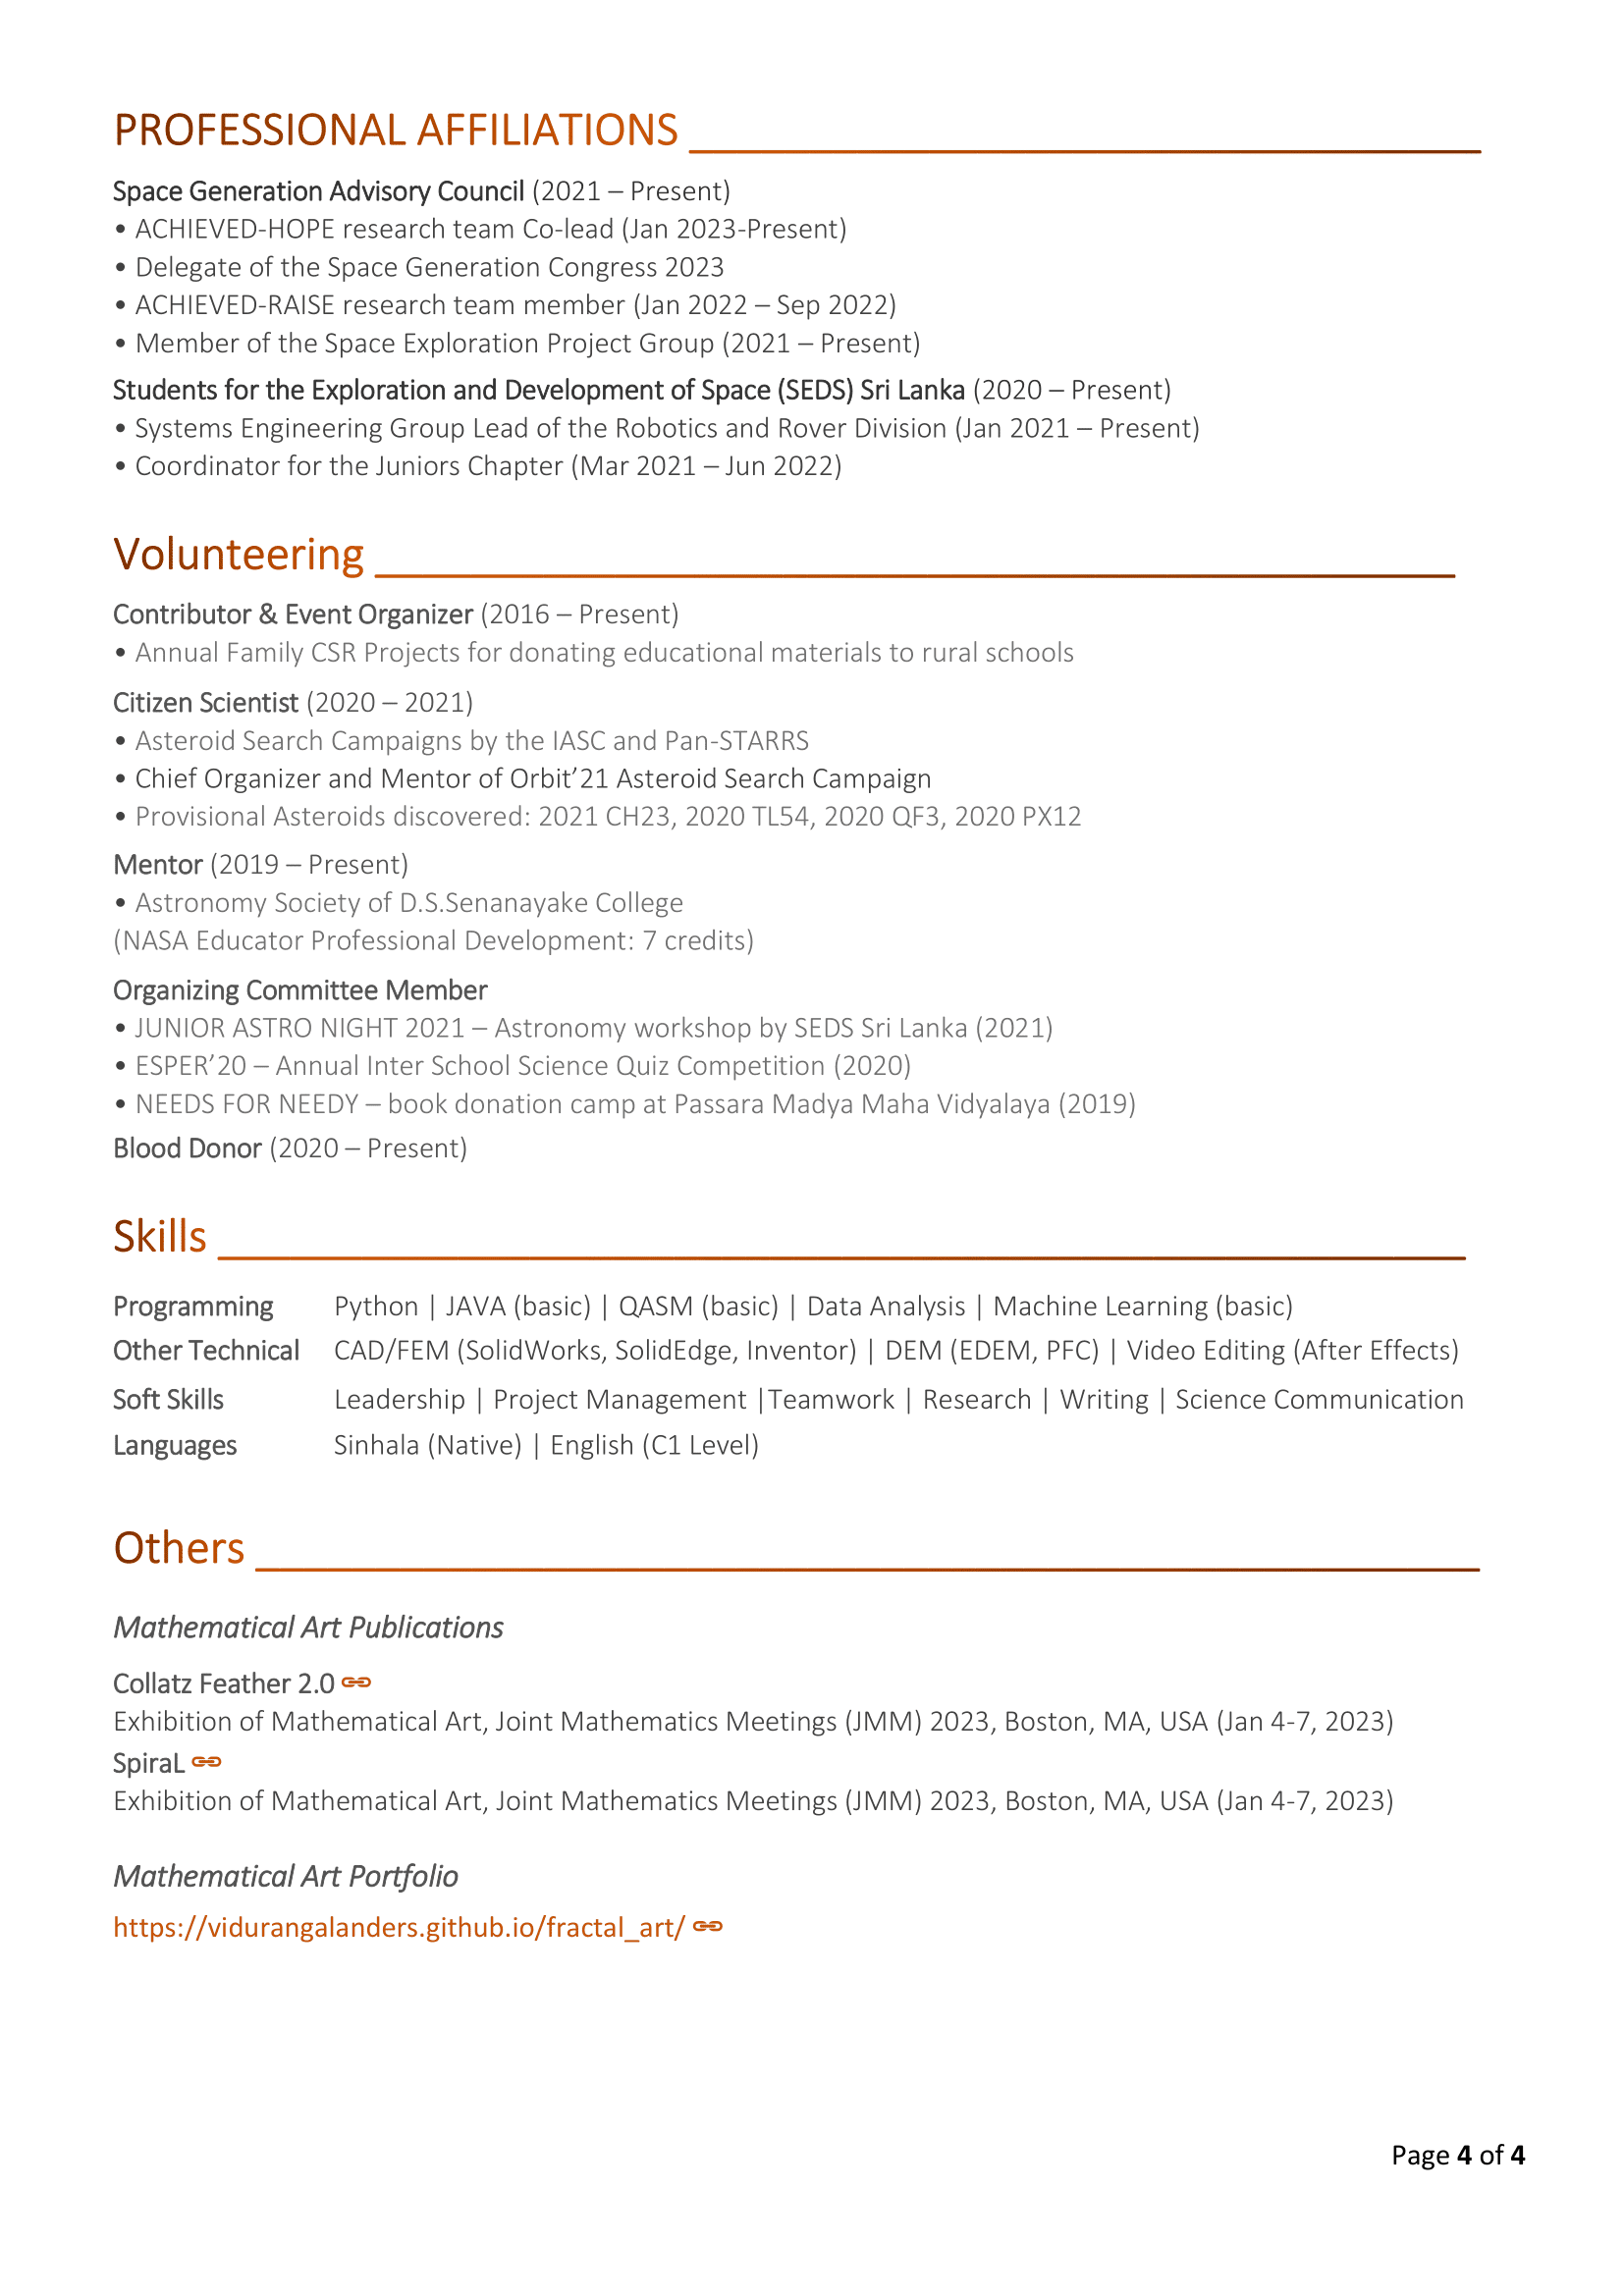 PROFESSIONAL AFFILIATIONS
Space Generation Advisory Council (2021 – Present)
• ACHIEVED-HOPE research team Co-lead (Jan 2023-Present)
• Delegate of the Space Generation Congress 2023
• ACHIEVED-RAISE research team member (Jan 2022 – Sep 2022)
• Member of the Space Exploration Project Group (2021 – Present)
Students for the Exploration and Development of Space (SEDS) Sri Lanka (2020 – Present)
• Systems Engineering Group Lead of the Robotics and Rover Division (Jan 2021 – Present)
• Coordinator for the Juniors Chapter (Mar 2021 – Jun 2022)
Volunteering
Contributor & Event Organizer (2016 – Present)
• Annual Family CSR Projects for donating educational materials to rural schools
Citizen Scientist (2020 – 2021)
• Asteroid Search Campaigns by the IASC and Pan-STARRS
• Chief Organizer and Mentor of Orbit’21 Asteroid Search Campaign
• Provisional Asteroids discovered: 2021 CH23, 2020 TL54, 2020 QF3, 2020 PX12
Mentor (2019 – Present)
• Astronomy Society of D.S.Senanayake College
(NASA Educator Professional Development: 7 credits)
Organizing Committee Member
• JUNIOR ASTRO NIGHT 2021 – Astronomy workshop by SEDS Sri Lanka (2021)
• ESPER’20 – Annual Inter School Science Quiz Competition (2020)
• NEEDS FOR NEEDY – book donation camp at Passara Madya Maha Vidyalaya (2019)
Blood Donor (2020 – Present)
Skills
Programming Python | JAVA (basic) | QASM (basic) | Data Analysis | Machine Learning (basic)
Other Technical CAD/FEM (SolidWorks, SolidEdge, Inventor) | DEM (EDEM, PFC) | Video Editing (After Effects)
Soft Skills Leadership | Project Management |Teamwork | Research | Writing | Science Communication
Languages Sinhala (Native) | English (C1 Level)
Others
Mathematical Art Publications
Collatz Feather 2.0
Exhibition of Mathematical Art, Joint Mathematics Meetings (JMM) 2023, Boston, MA, USA (Jan 4-7, 2023)
SpiraL
Exhibition of Mathematical Art, Joint Mathematics Meetings (JMM) 2023, Boston, MA, USA (Jan 4-7, 2023)
Mathematical Art Portfolio
https://vidurangalanders.github.io/fractal_art/
Page 4 of 4